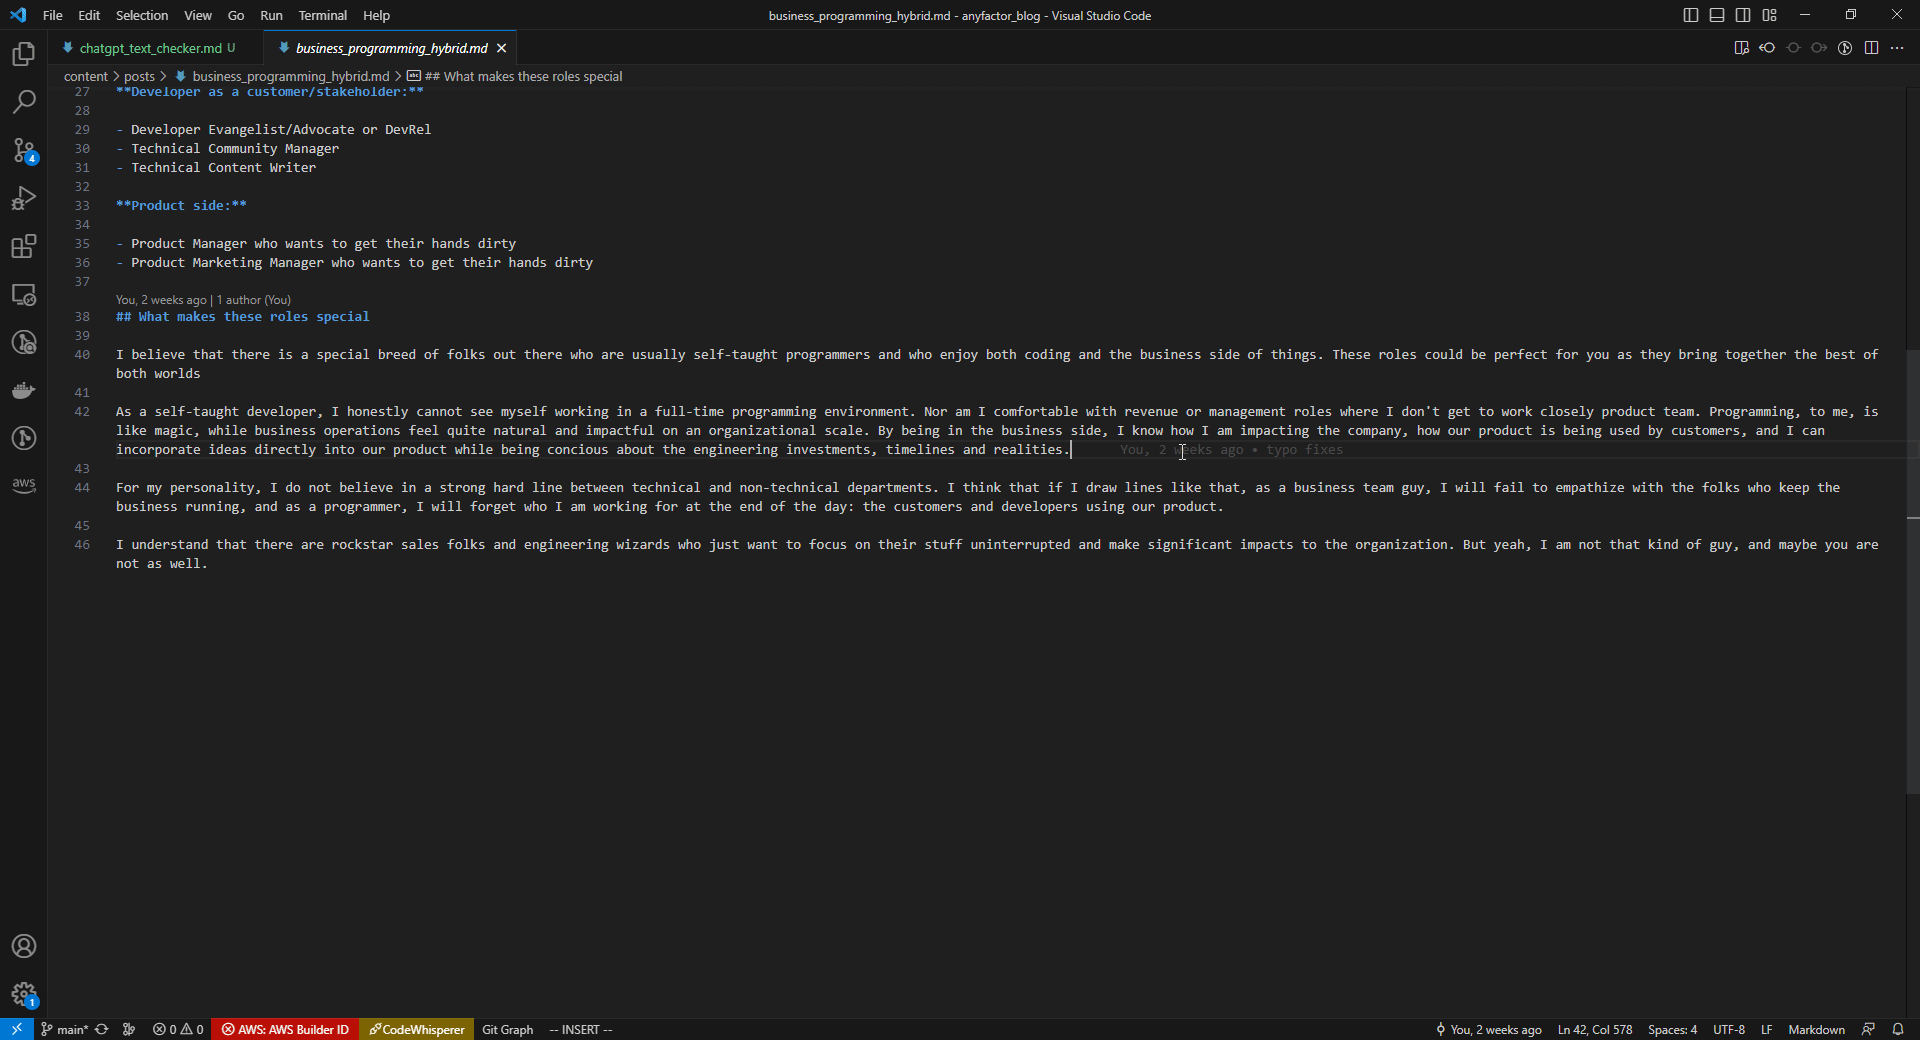 File Edit Selection View Go Run Terminal Help
business_programming_hybrid.md - anyfactor_blog - Visual Studio Code
chatgpt_text_checker.md U
business_programming_hybrid.md
content > posts > business_programming_hybrid.md > ## What makes these roles special
27 **Developer as a customer/stakeholder:**
28
29 - Developer Evangelist/Advocate or DevRel
30 - Technical Community Manager
31 - Technical Content Writer
32
33 **Product side:**
34
35 - Product Manager who wants to get their hands dirty
36 - Product Marketing Manager who wants to get their hands dirty
37
You, 2 weeks ago | 1 author (You)
38 ## What makes these roles special
39
40 I believe that there is a special breed of folks out there who are usually self-taught programmers and who enjoy both coding and the business side of things. These roles could be perfect for you as they bring together the best of
both worlds
41
42 As a self-taught developer, I honestly cannot see myself working in a full-time programming environment. Nor am I comfortable with revenue or management roles where I don't get to work closely product team. Programming, to me, is
like magic, while business operations feel quite natural and impactful on an organizational scale. By being in the business side, I know how I am impacting the company, how our product is being used by customers, and I can
incorporate ideas directly into our product while being concious about the engineering investments, timelines and realities. You, 2 weeks ago • typo fixes
43
44 For my personality, I do not believe in a strong hard line between technical and non-technical departments. I think that if I draw lines like that, as a business team guy, I will fail to empathize with the folks who keep the
business running, and as a programmer, I will forget who I am working for at the end of the day: the customers and developers using our product.
45
46 I understand that there are rockstar sales folks and engineering wizards who just want to focus on their stuff uninterrupted and make significant impacts to the organization. But yeah, I am not that kind of guy, and maybe you are
not as well.
4
aws
1
main* 0 0 AWS: AWS Builder ID CodeWhisperer Git Graph -- INSERT -- You, 2 weeks ago Ln 42, Col 578 Spaces: 4 UTF-8 LF Markdown